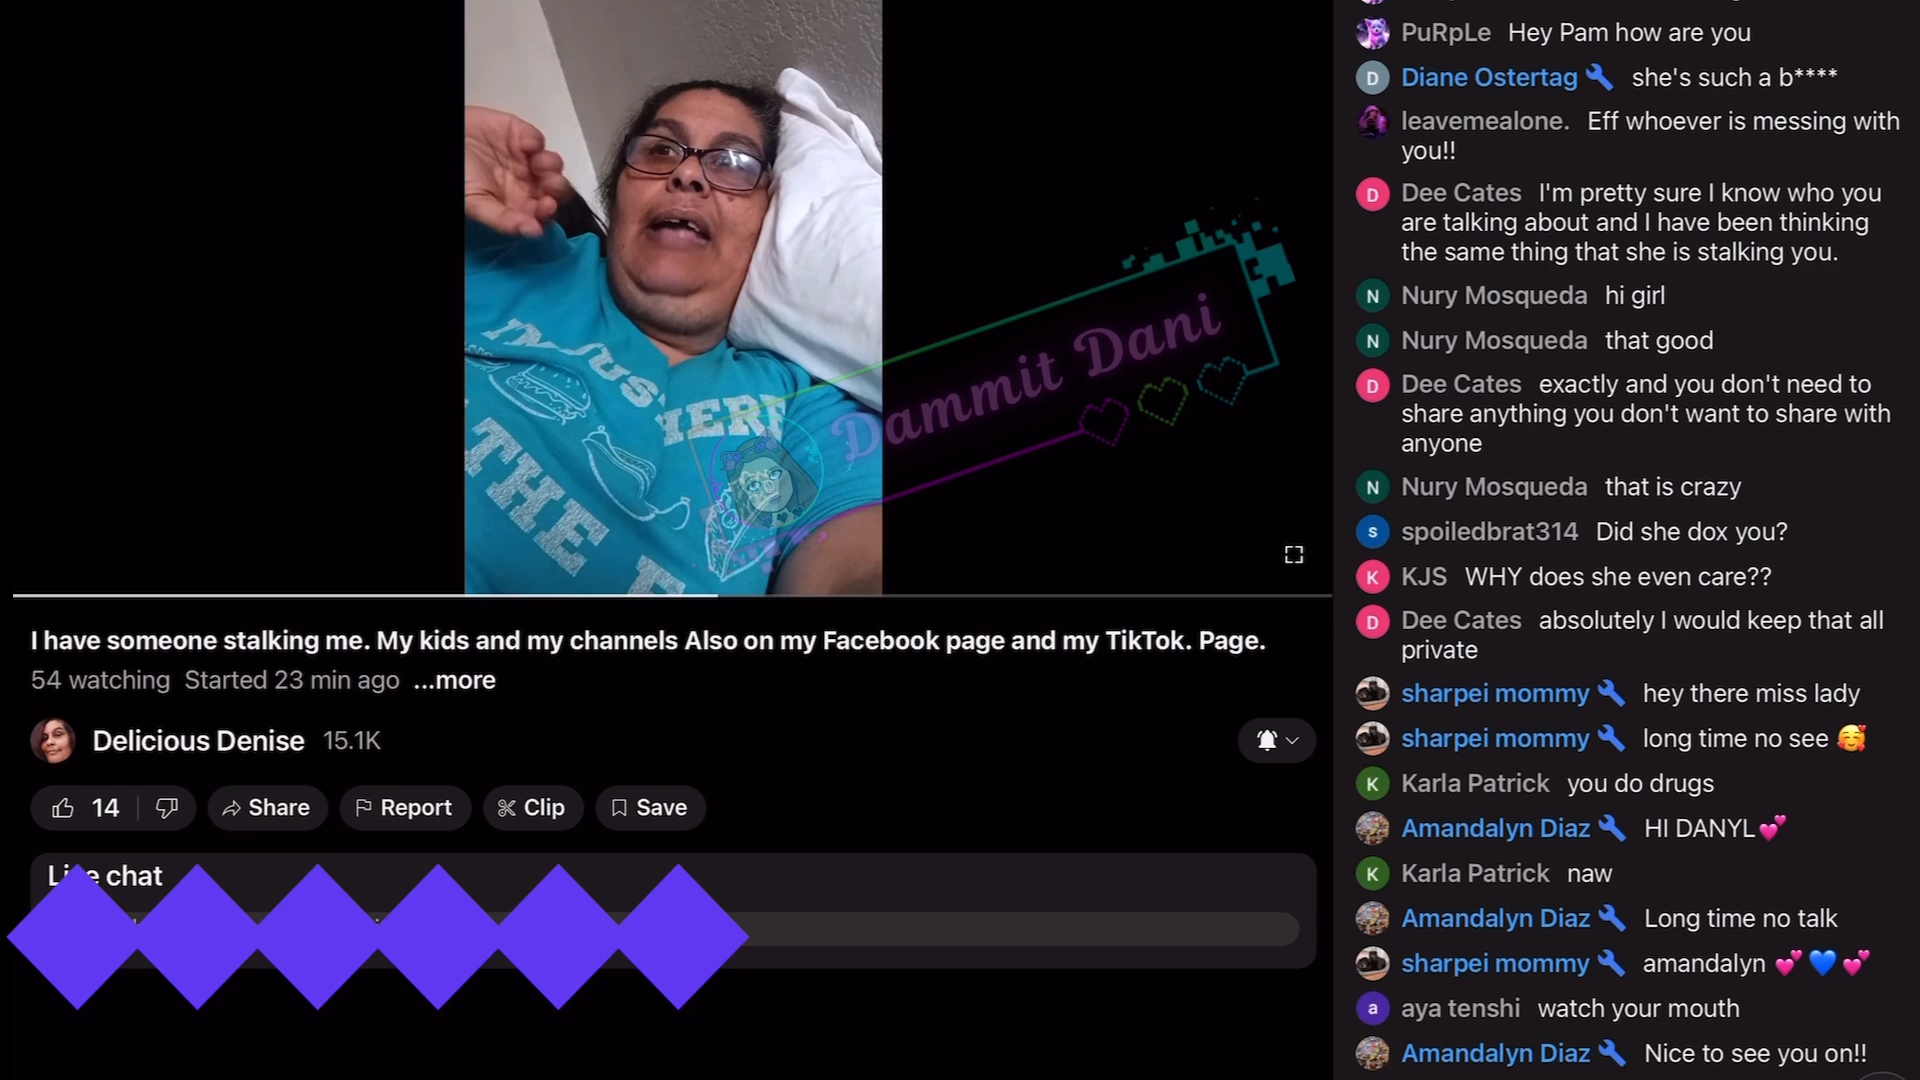 I'M JUST
HERE
THE
Dammit Dani
I have someone stalking me. My kids and my channels Also on my Facebook page and my TikTok. Page.
54 watching Started 23 min ago ...more
Delicious Denise 15.1K
14 Share Report Clip Save
chat
PuRpLe Hey Pam how are you
D Diane Ostertag she's such a b****
leavemealone. Eff whoever is messing with
you!!
D Dee Cates I'm pretty sure I know who you
are talking about and I have been thinking
the same thing that she is stalking you.
N Nury Mosqueda hi girl
N Nury Mosqueda that good
D Dee Cates exactly and you don't need to
share anything you don't want to share with
anyone
N Nury Mosqueda that is crazy
s spoiledbrat314 Did she dox you?
K KJS WHY does she even care??
D Dee Cates absolutely I would keep that all
private
sharpei mommy hey there miss lady
sharpei mommy long time no see 🥰
K Karla Patrick you do drugs
Amandalyn Diaz HI DANYL💕
K Karla Patrick naw
Amandalyn Diaz Long time no talk
sharpei mommy amandalyn 💕 💙 💕
a aya tenshi watch your mouth
Amandalyn Diaz Nice to see you on!!